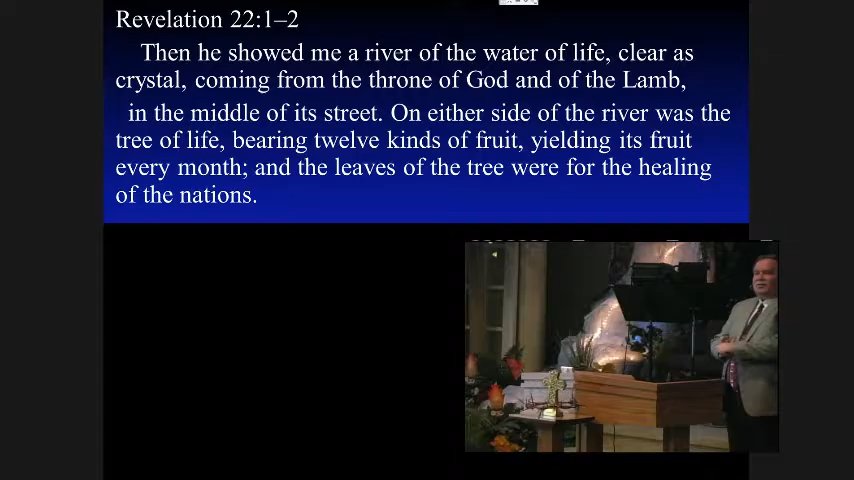 Revelation 22:1–2
Then he showed me a river of the water of life, clear as
crystal, coming from the throne of God and of the Lamb,
in the middle of its street. On either side of the river was the
tree of life, bearing twelve kinds of fruit, yielding its fruit
every month; and the leaves of the tree were for the healing
of the nations.